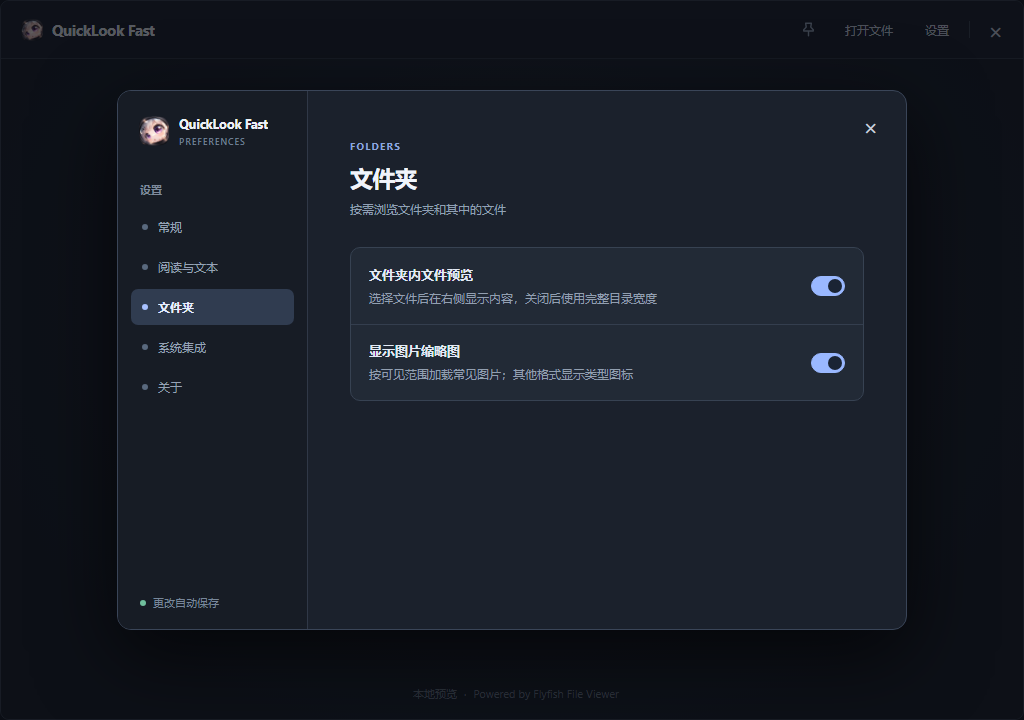 QuickLook Fast
打开文件
设置
QuickLook Fast
PREFERENCES
设置
常规
阅读与文本
文件夹
系统集成
关于
更改自动保存
FOLDERS
文件夹
按需浏览文件夹和其中的文件
文件夹内文件预览
选择文件后在右侧显示内容，关闭后使用完整目录宽度
显示图片缩略图
按可见范围加载常见图片；其他格式显示类型图标
本地预览 · Powered by Flyfish File Viewer